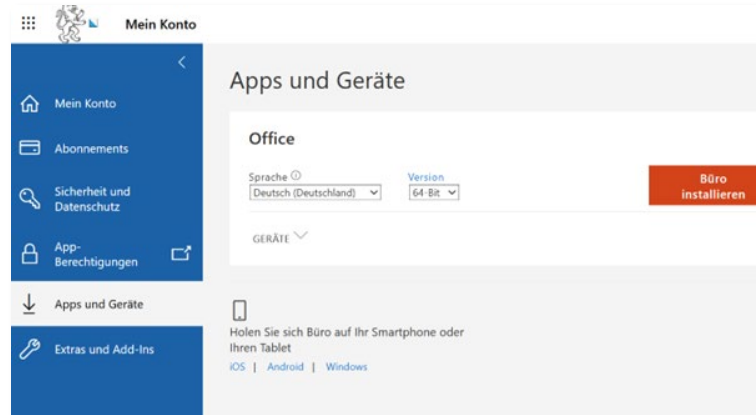 Mein Konto
Mein Konto
Abonnements
Sicherheit und
Datenschutz
App-
Berechtigungen
Apps und Geräte
Extras und Add-Ins
Apps und Geräte
Office
Sprache
Version
Deutsch (Deutschland)
64-Bit
Büro
installieren
GERÄTE
Holen Sie sich Büro auf Ihr Smartphone oder
Ihren Tablet
iOS | Android | Windows